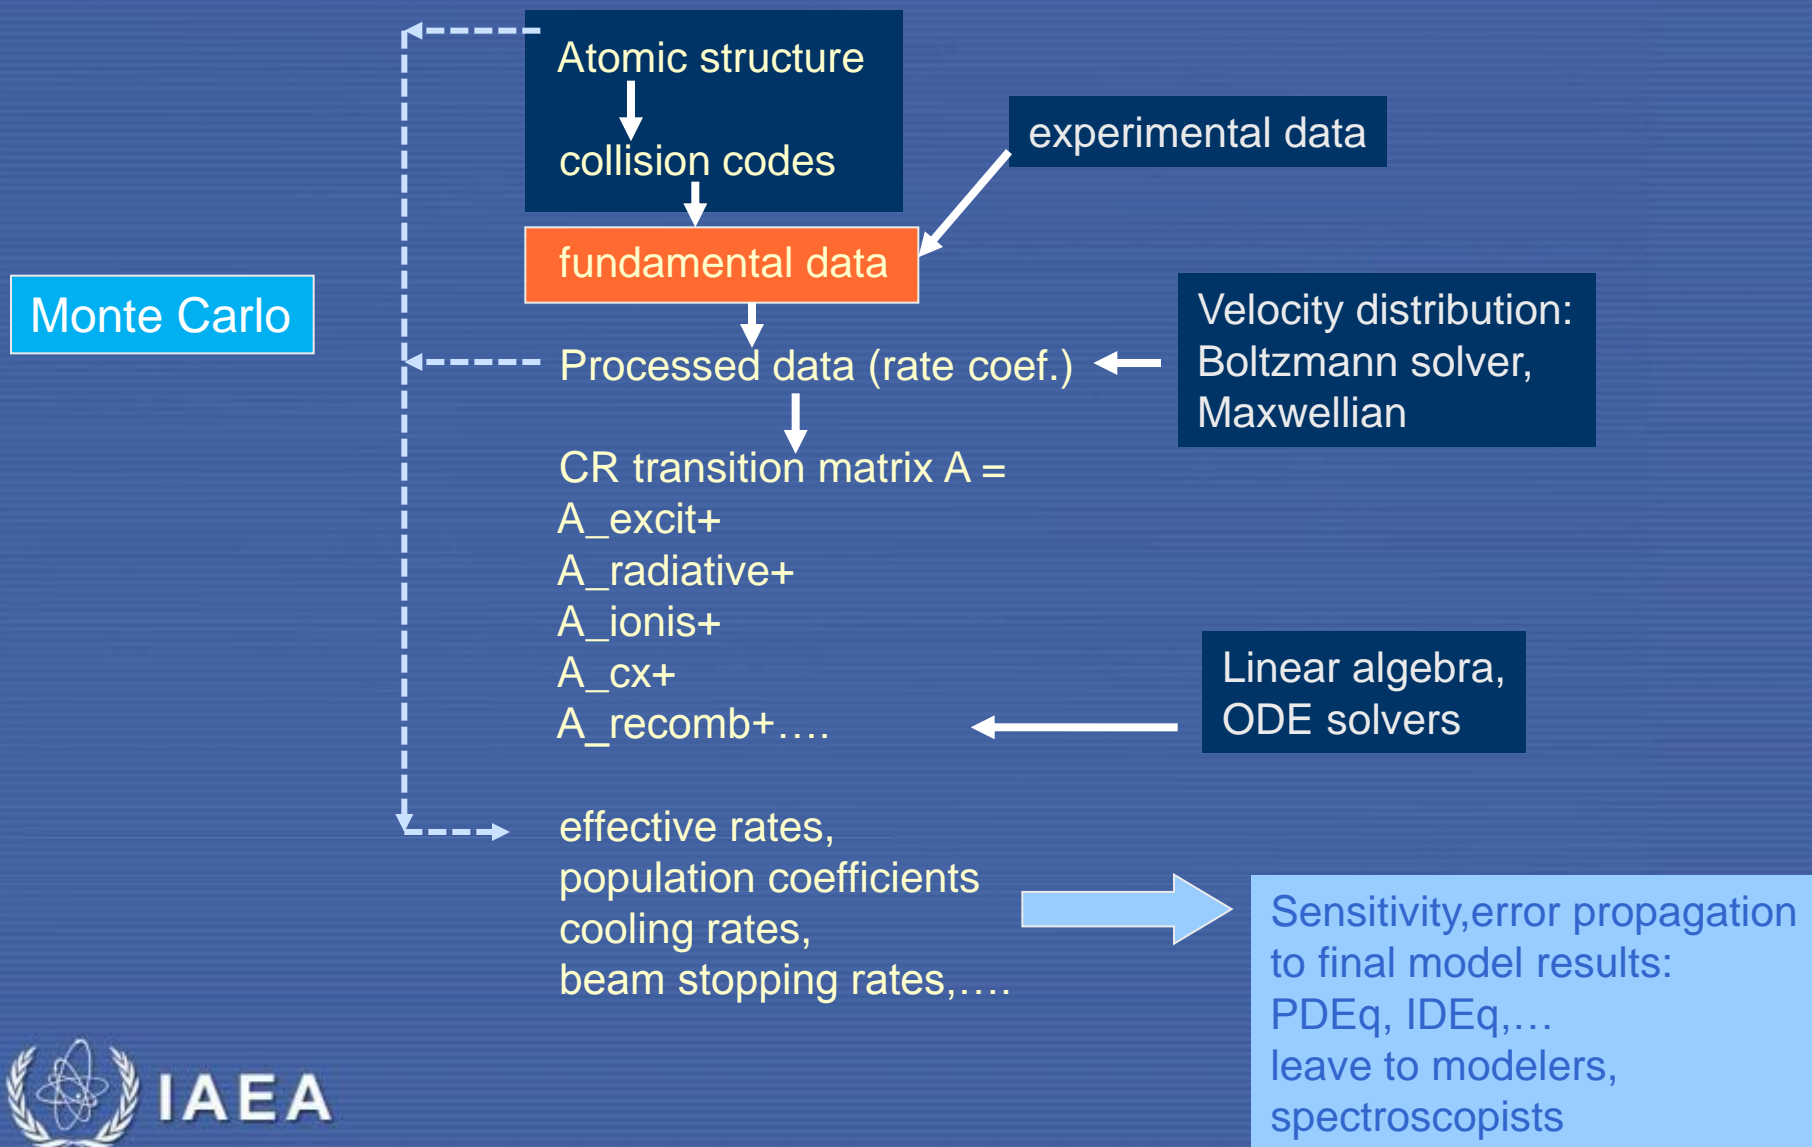 Atomic structure
collision codes
experimental data
fundamental data
Monte Carlo
Velocity distribution:
Boltzmann solver,
Maxwellian
Processed data (rate coef.)
CR transition matrix A =
A_excit+
A_radiative+
A_ionis+
A_cx+
A_recomb+….
Linear algebra,
ODE solvers
effective rates,
population coefficients
cooling rates,
beam stopping rates,….
Sensitivity,error propagation
to final model results:
PDEq, IDEq,…
leave to modelers,
spectroscopists
IAEA